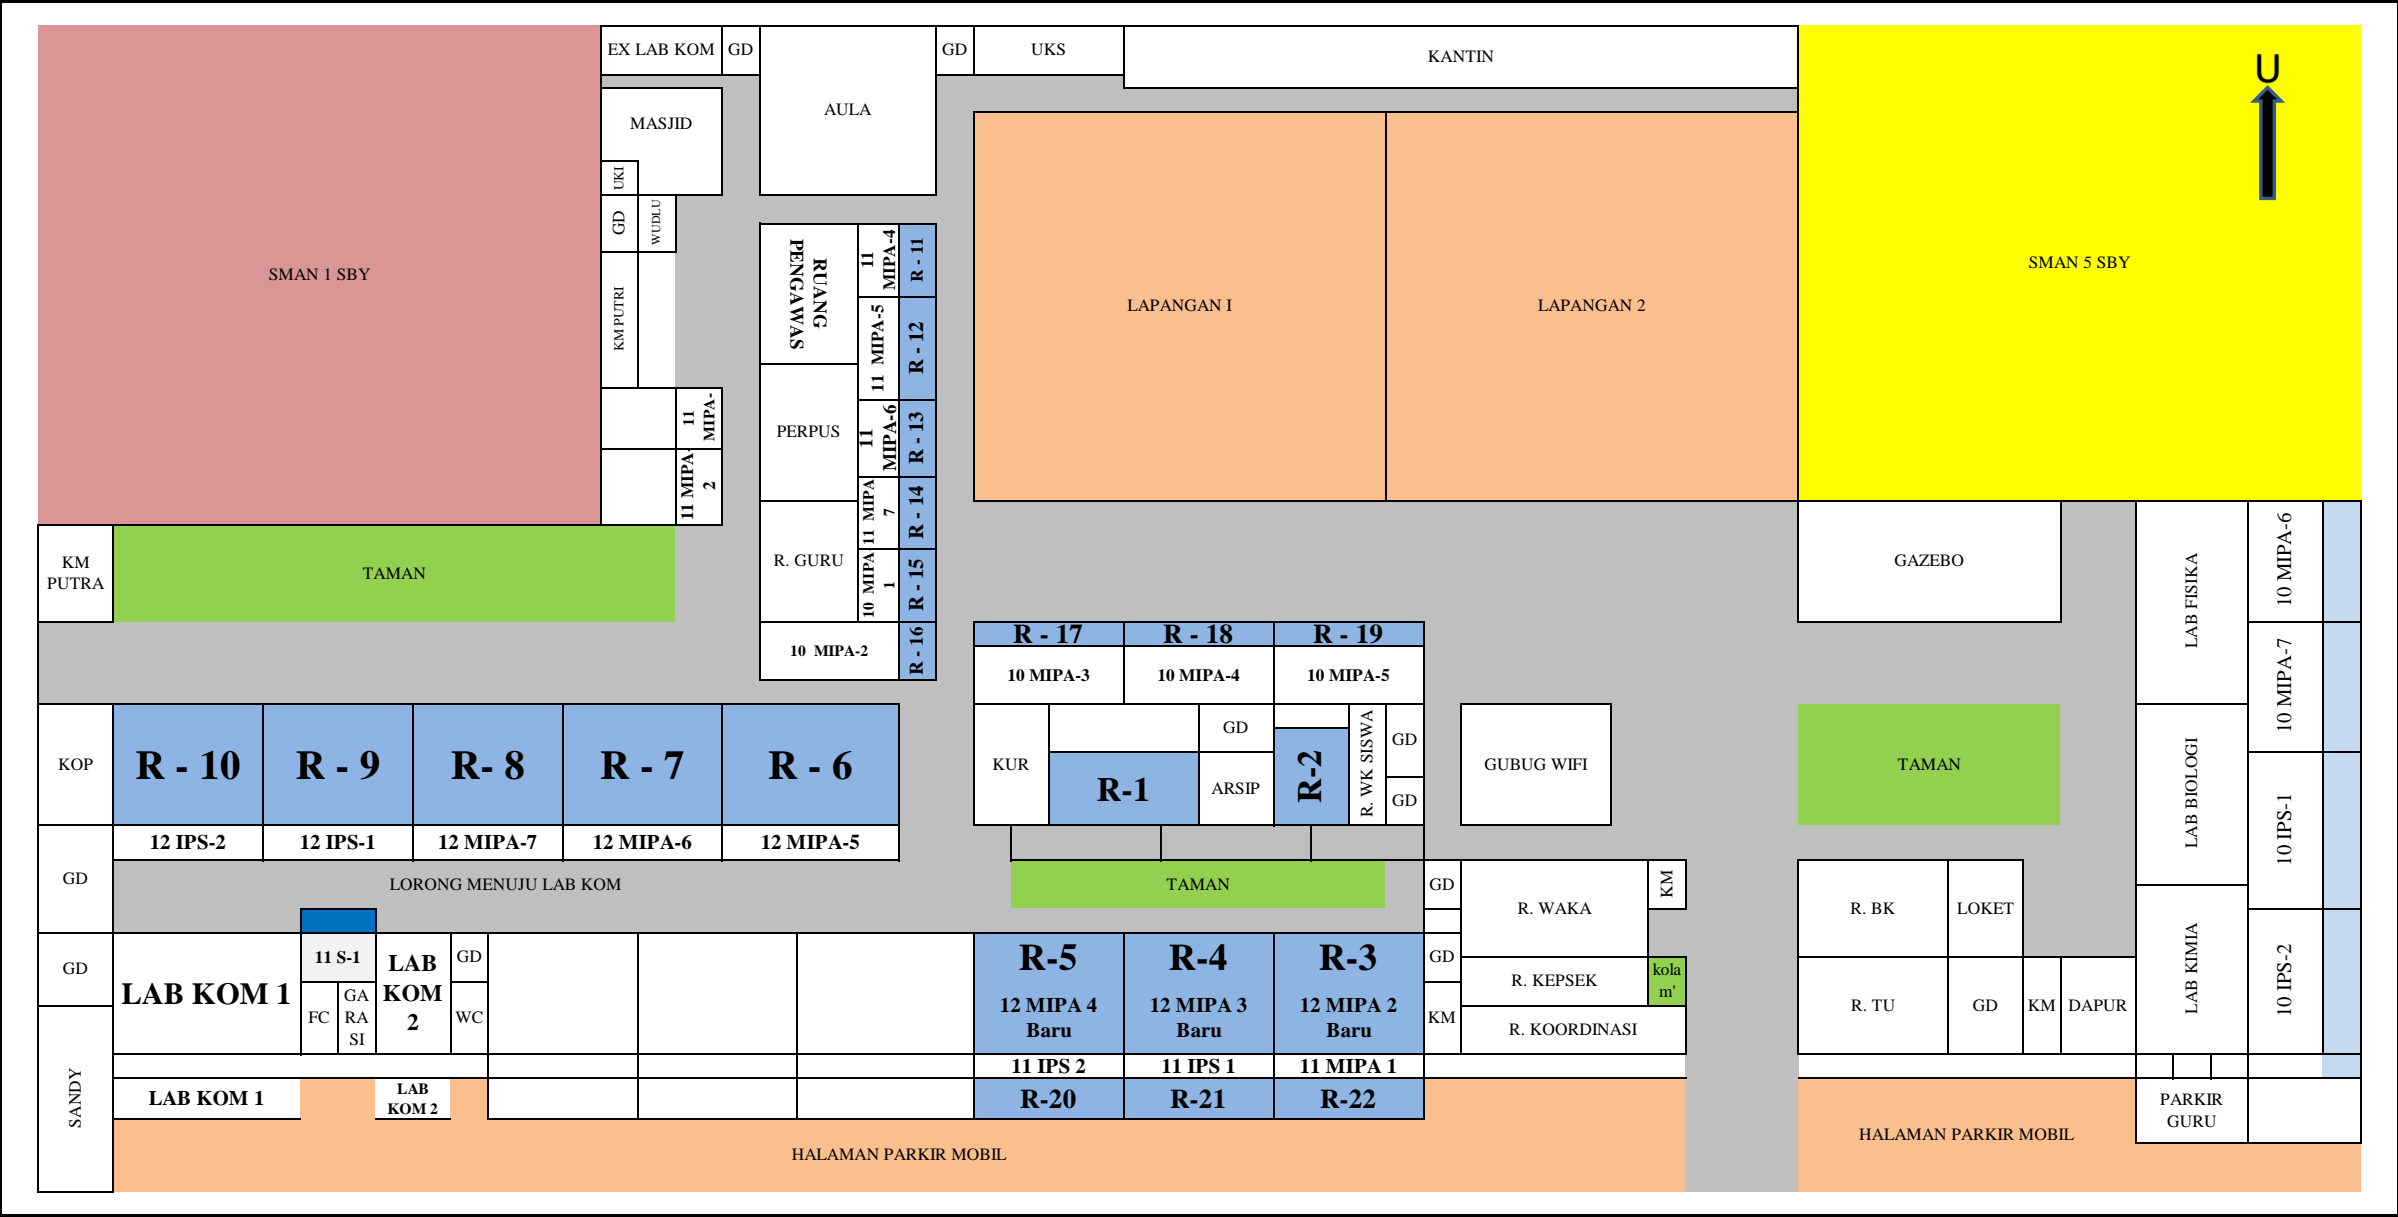 EX LAB KOM
GD
AULA
GD
UKS
KANTIN
U
MASJID
UKI
GD
WUDLU
SMAN 1 SBY
KM PUTRI
RUANG
PENGAWAS
11
MIPA-4
R - 11
11 MIPA-5
R - 12
LAPANGAN I
LAPANGAN 2
SMAN 5 SBY
11
MIPA-
11 MIPA-
2
PERPUS
11
MIPA-6
R - 13
11 MIPA
7
R - 14
KM
PUTRA
TAMAN
R. GURU
10 MIPA
1
R - 15
GAZEBO
LAB FISIKA
10 MIPA-6
10 MIPA-2
R - 16
R - 17
R - 18
R - 19
10 MIPA-3
10 MIPA-4
10 MIPA-5
10 MIPA-7
KOP
R - 10
R - 9
R- 8
R - 7
R - 6
KUR
R-1
GD
ARSIP
R-2
R. WK SISWA
GD
GD
GUBUG WIFI
TAMAN
LAB BIOLOGI
10 IPS-1
12 IPS-2
12 IPS-1
12 MIPA-7
12 MIPA-6
12 MIPA-5
GD
LORONG MENUJU LAB KOM
TAMAN
GD
R. WAKA
KM
R. BK
LOKET
GD
LAB KOM 1
11 S-1
FC
GA
RA
SI
LAB
KOM
2
GD
WC
R-5
12 MIPA 4
Baru
R-4
12 MIPA 3
Baru
R-3
12 MIPA 2
Baru
GD
KM
R. KEPSEK
kola
m'
R. KOORDINASI
R. TU
GD
KM
DAPUR
LAB KIMIA
10 IPS-2
11 IPS 2
11 IPS 1
11 MIPA 1
SANDY
LAB KOM 1
LAB
KOM 2
R-20
R-21
R-22
PARKIR
GURU
HALAMAN PARKIR MOBIL
HALAMAN PARKIR MOBIL